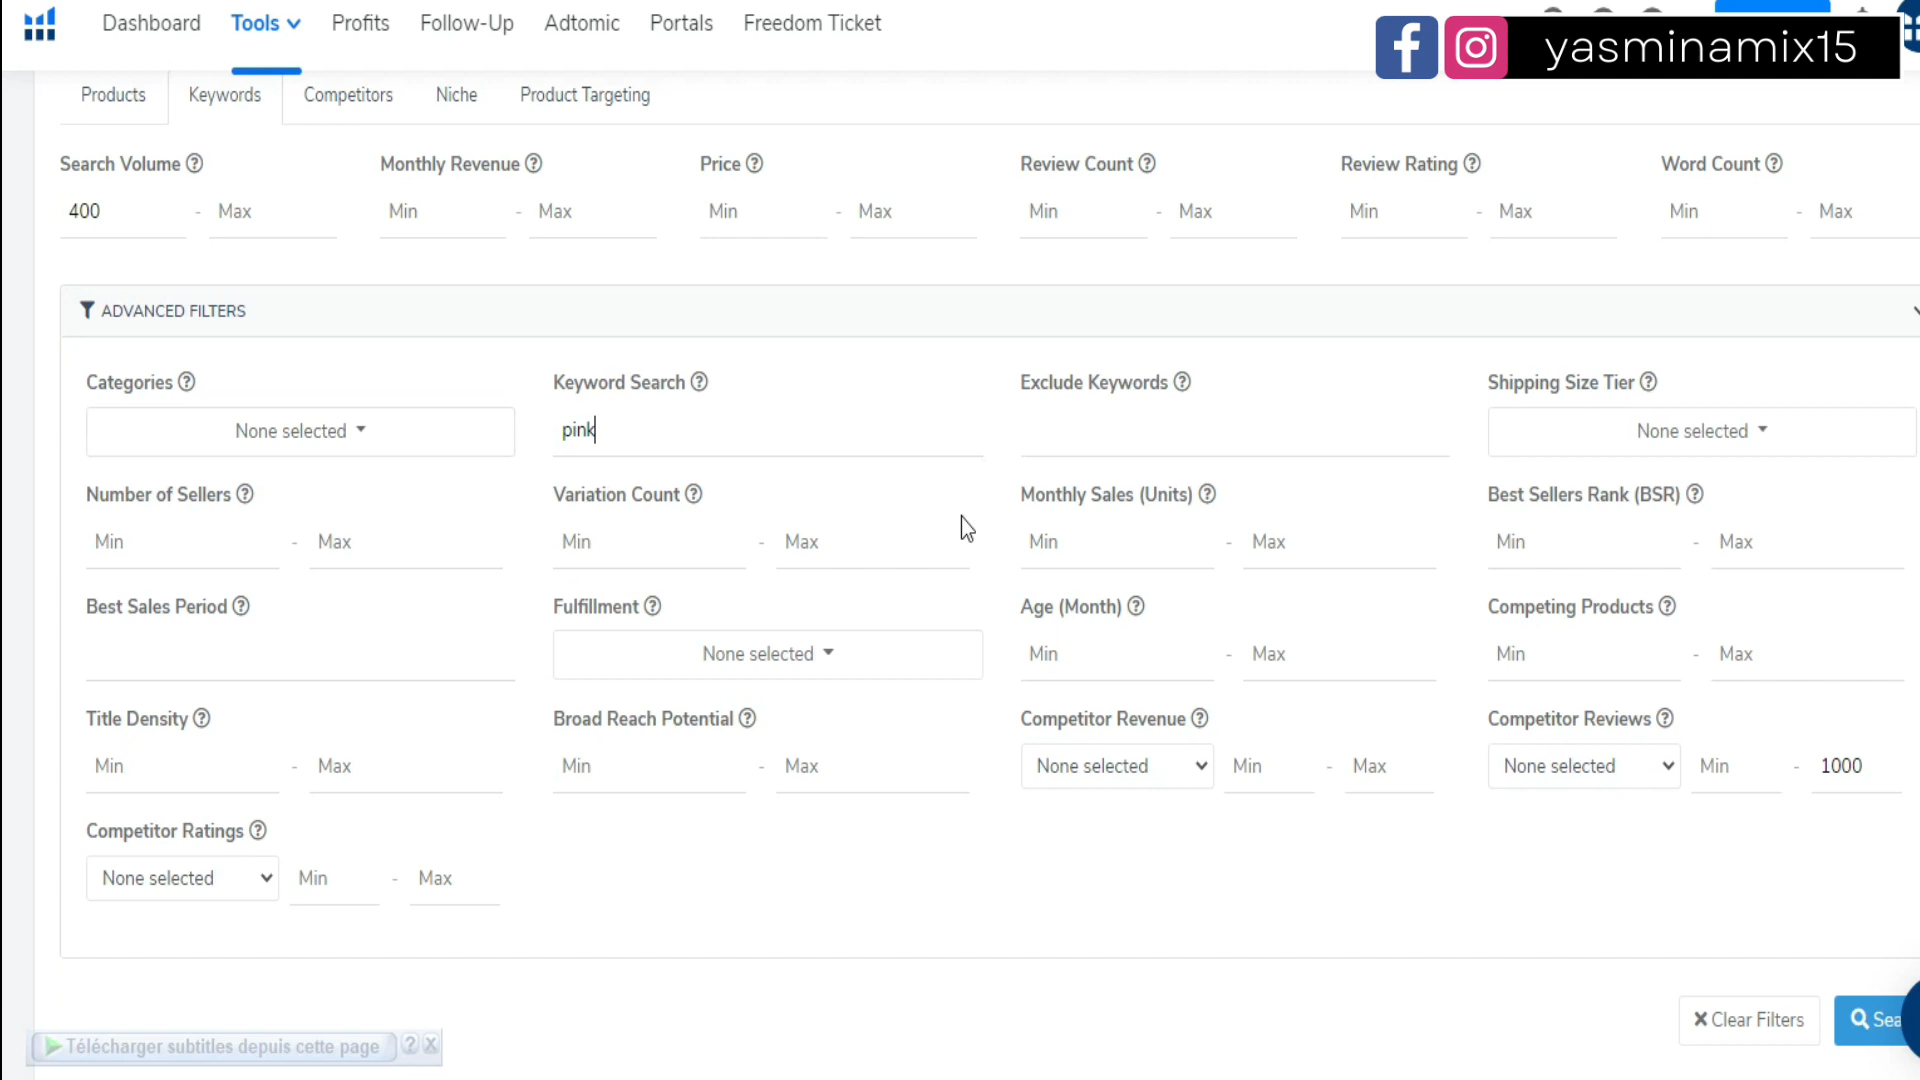 Dashboard Tools Profits Follow-Up Adtomic Portals Freedom Ticket
yasminamix15
Products Keywords Competitors Niche Product Targeting
Search Volume Monthly Revenue Price Review Count Review Rating Word Count
400 - Max Min - Max Min - Max Min - Max Min - Max Min - Max
ADVANCED FILTERS
Categories Keyword Search Exclude Keywords Shipping Size Tier
None selected pink None selected
Number of Sellers Variation Count Monthly Sales (Units) Best Sellers Rank (BSR)
Min - Max Min - Max Min - Max Min - Max
Best Sales Period Fulfillment Age (Month) Competing Products
None selected Min - Max Min - Max
Title Density Broad Reach Potential Competitor Revenue Competitor Reviews
Min - Max Min - Max None selected Min - Max None selected Min - 1000
Competitor Ratings
None selected Min - Max
Clear Filters Sea
Télécharger subtitles depuis cette page ? X